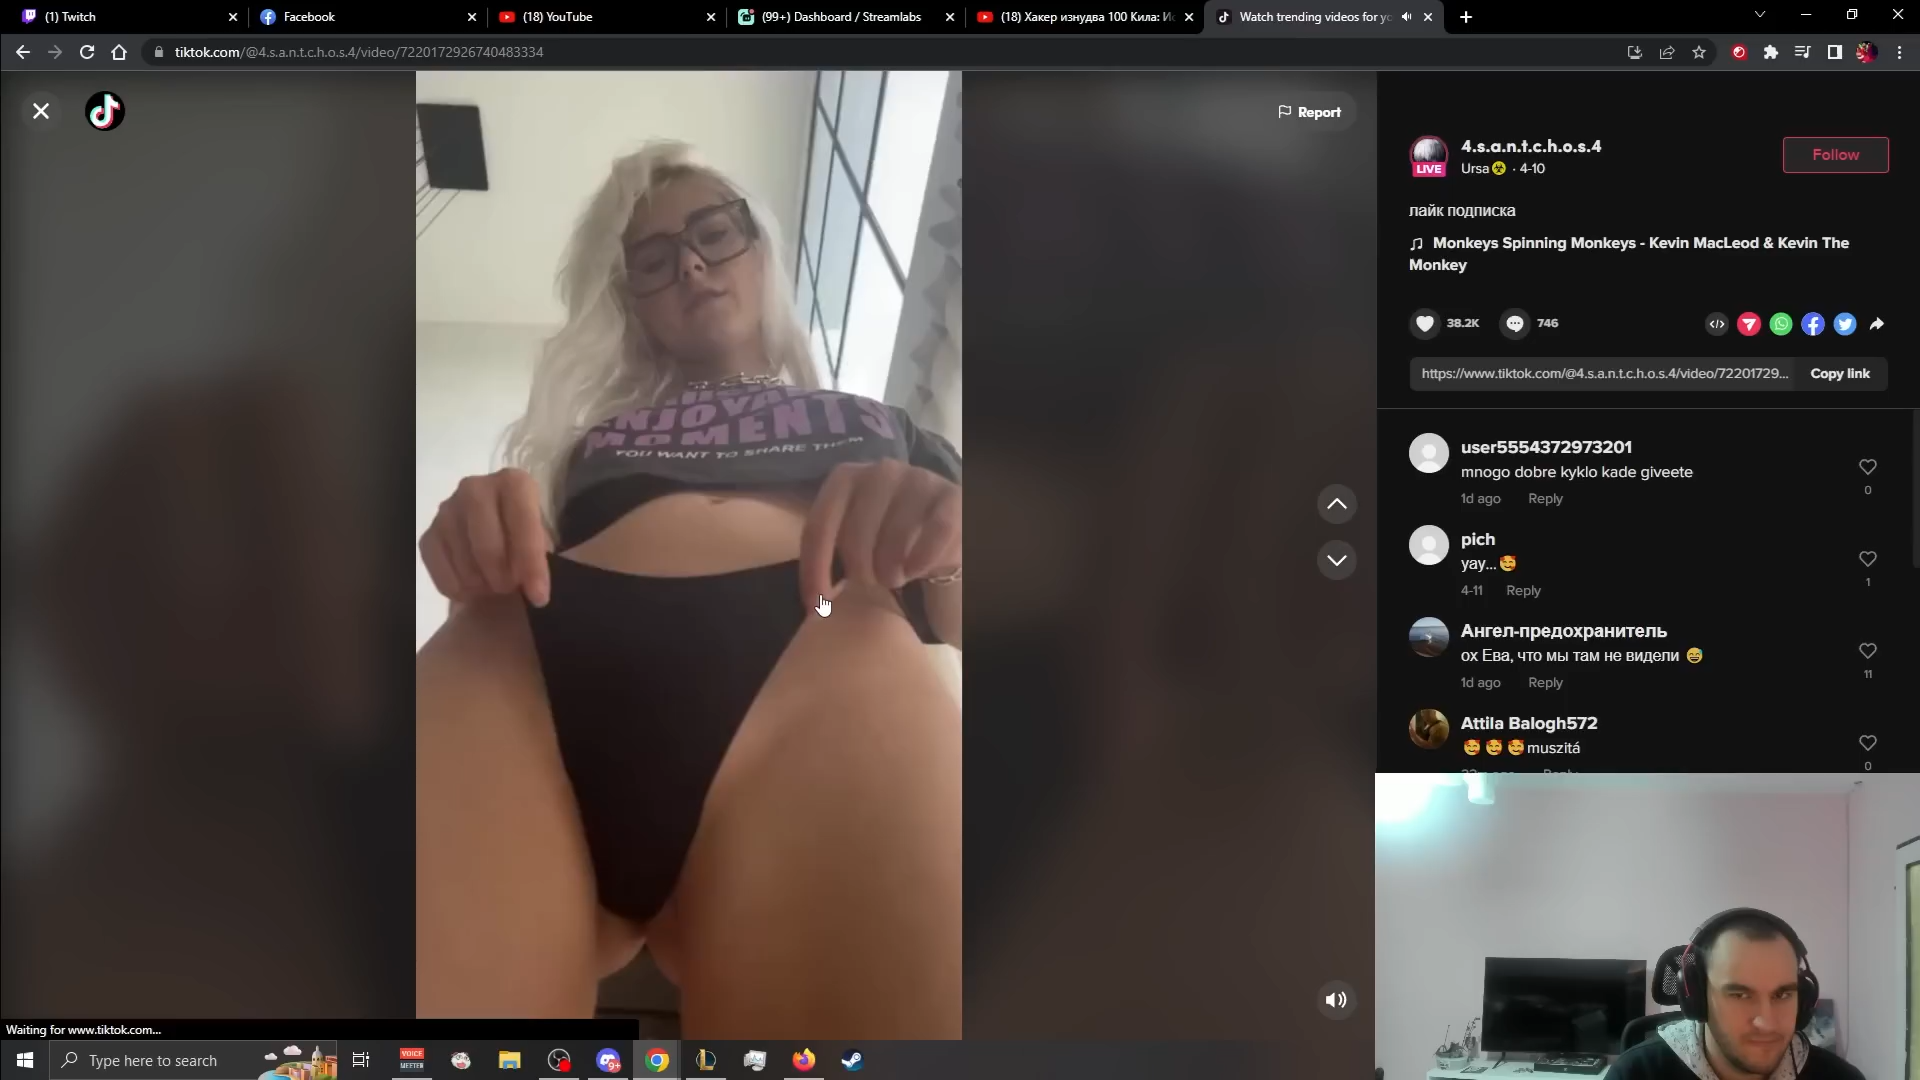 (1) Twitch
Facebook
(18) YouTube
(99+) Dashboard / Streamlabs
(18) Хакер изнудва 100 Кила:
Watch trending videos for
tiktok.com/@4.s.a.n.t.c.h.o.s.4/video/7220172926740483334
Report
ENJOY
MOMENTS
YOU WANT TO SHARE THEM
4.s.a.n.t.c.h.o.s.4
LIVE
Ursa☣ · 4-10
Follow
лайк подписка
Monkeys Spinning Monkeys - Kevin MacLeod & Kevin The
Monkey
38.2K
746
https://www.tiktok.com/@4.s.a.n.t.c.h.o.s.4/video/72201729...
Copy link
user5554372973201
mnogo dobre kyklo kade giveete
0
1d ago Reply
pich
yay...🥰
1
4-11 Reply
Ангел-предохранитель
ох Ева, что мы там не видели 😅
11
1d ago Reply
Attila Balogh572
🥰🥰🥰muszitá
0
Waiting for www.tiktok.com...
Type here to search
VOICE
MEETER
9+